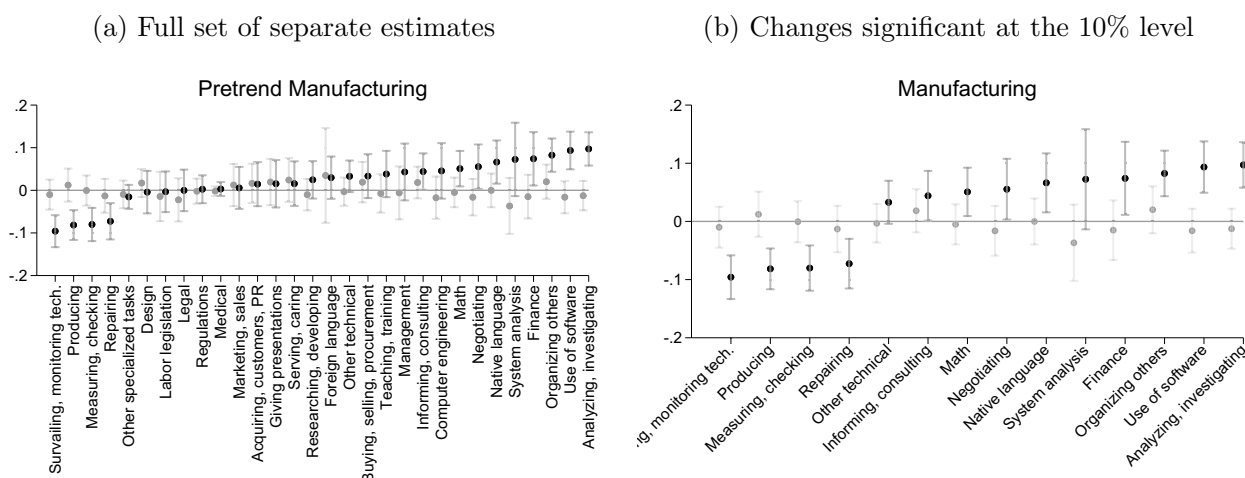 (a) Full set of separate estimates
Pretrend Manufacturing
.2
.1
0
-.1
-.2
Survailing, monitoring tech.
Producing
Measuring, checking
Repairing
Other specialized tasks
Design
Labor legislation
Legal
Regulations
Medical
Marketing, sales
Acquiring, customers, PR
Giving presentations
Serving, caring
Researching, developing
Foreign language
Other technical
Buying, selling, procurement
Teaching, training
Management
Informing, consulting
Computer engineering
Math
Negotiating
Native language
System analysis
Finance
Organizing others
Use of software
Analyzing, investigating
(b) Changes significant at the 10% level
Manufacturing
.2
.1
0
-.1
-.2
ng, monitoring tech.
Producing
Measuring, checking
Repairing
Other technical
Informing, consulting
Math
Negotiating
Native language
System analysis
Finance
Organizing others
Use of software
Analyzing, investigating